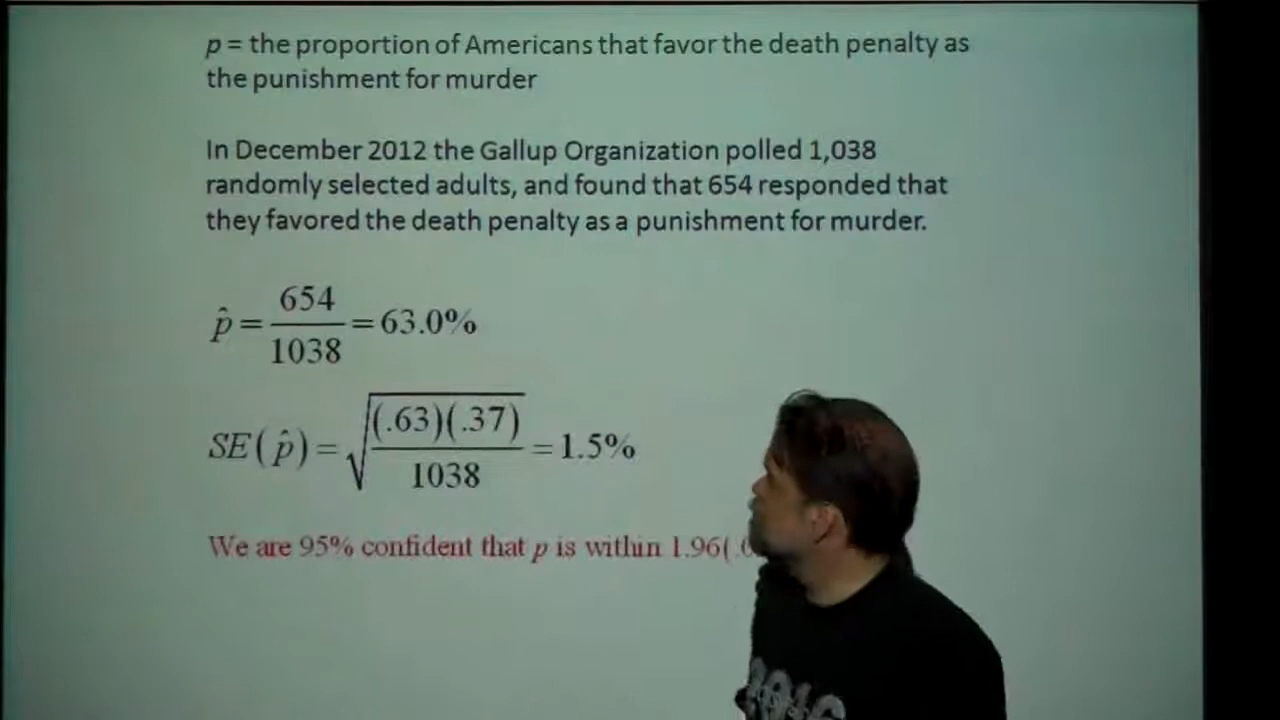 p = the proportion of Americans that favor the death penalty as
the punishment for murder
In December 2012 the Gallup Organization polled 1,038
randomly selected adults, and found that 654 responded that
they favored the death penalty as a punishment for murder.
p̂ = 654/1038 = 63.0%
SE(p̂) = √((.63)(.37)/1038) = 1.5%
We are 95% confident that p is within 1.96(.0